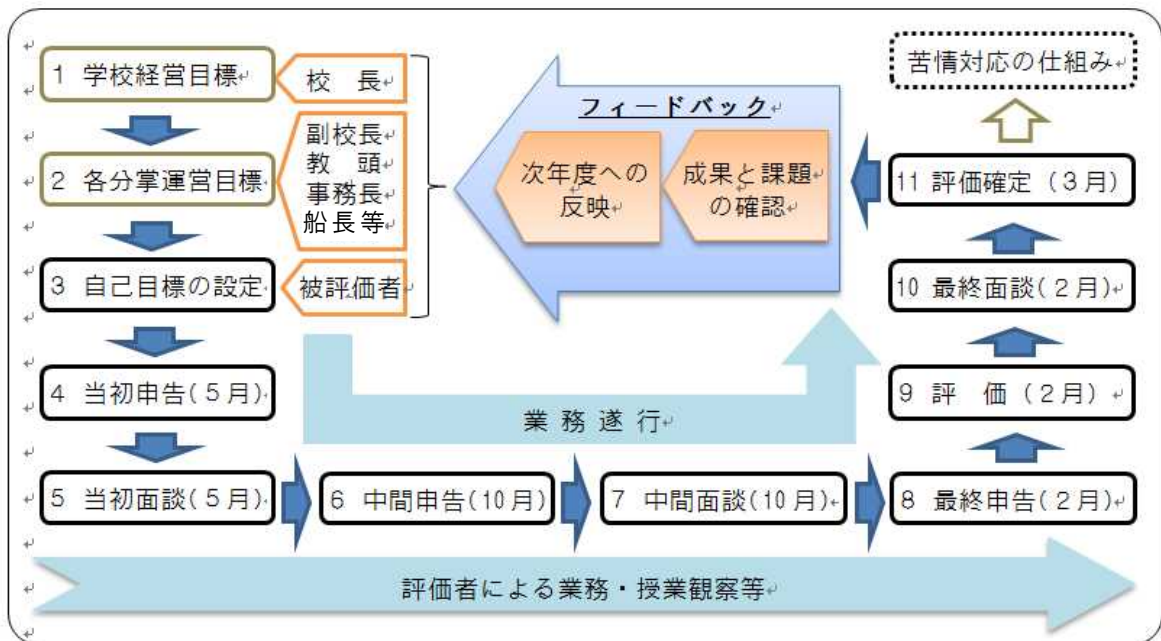 1 学校経営目標
校 長
2 各分掌運営目標
副校長
教 頭
事務長
船長等
3 自己目標の設定
被評価者
4 当初申告(5月)
5 当初面談(5月)
6 中間申告(10月)
7 中間面談(10月)
8 最終申告(2月)
9 評 価(2月)
10 最終面談(2月)
11 評価確定(3月)
苦情対応の仕組み
フィードバック
成果と課題
の確認
次年度への
反映
業 務 遂 行
評価者による業務・授業観察等